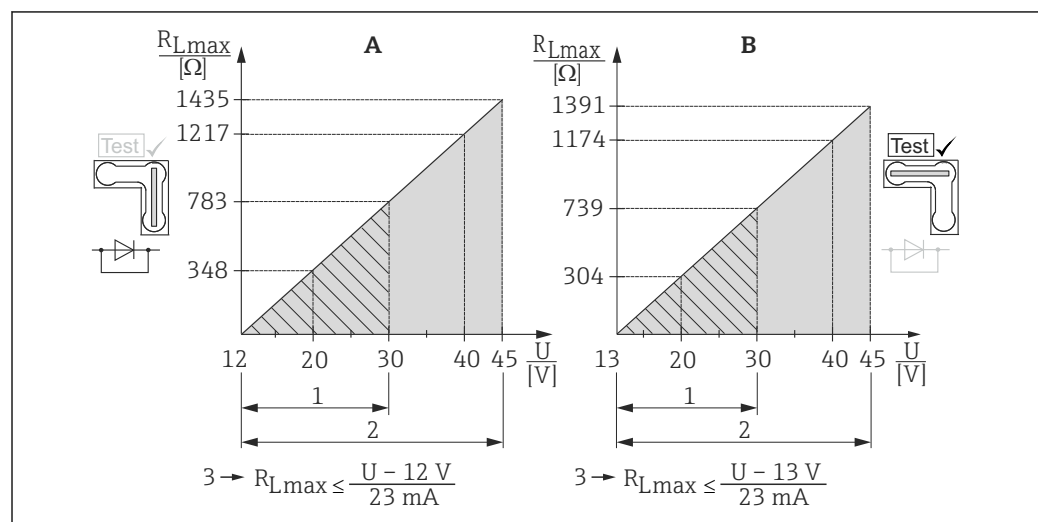 A
R_Lmax
[Ω]
1435
1217
783
348
Test
12 20 30 40 45 U
[V]
1
2
3 → R_Lmax ≤ U – 12 V
23 mA
B
R_Lmax
[Ω]
1391
1174
739
304
Test
13 20 30 40 45 U
[V]
1
2
3 → R_Lmax ≤ U – 13 V
23 mA